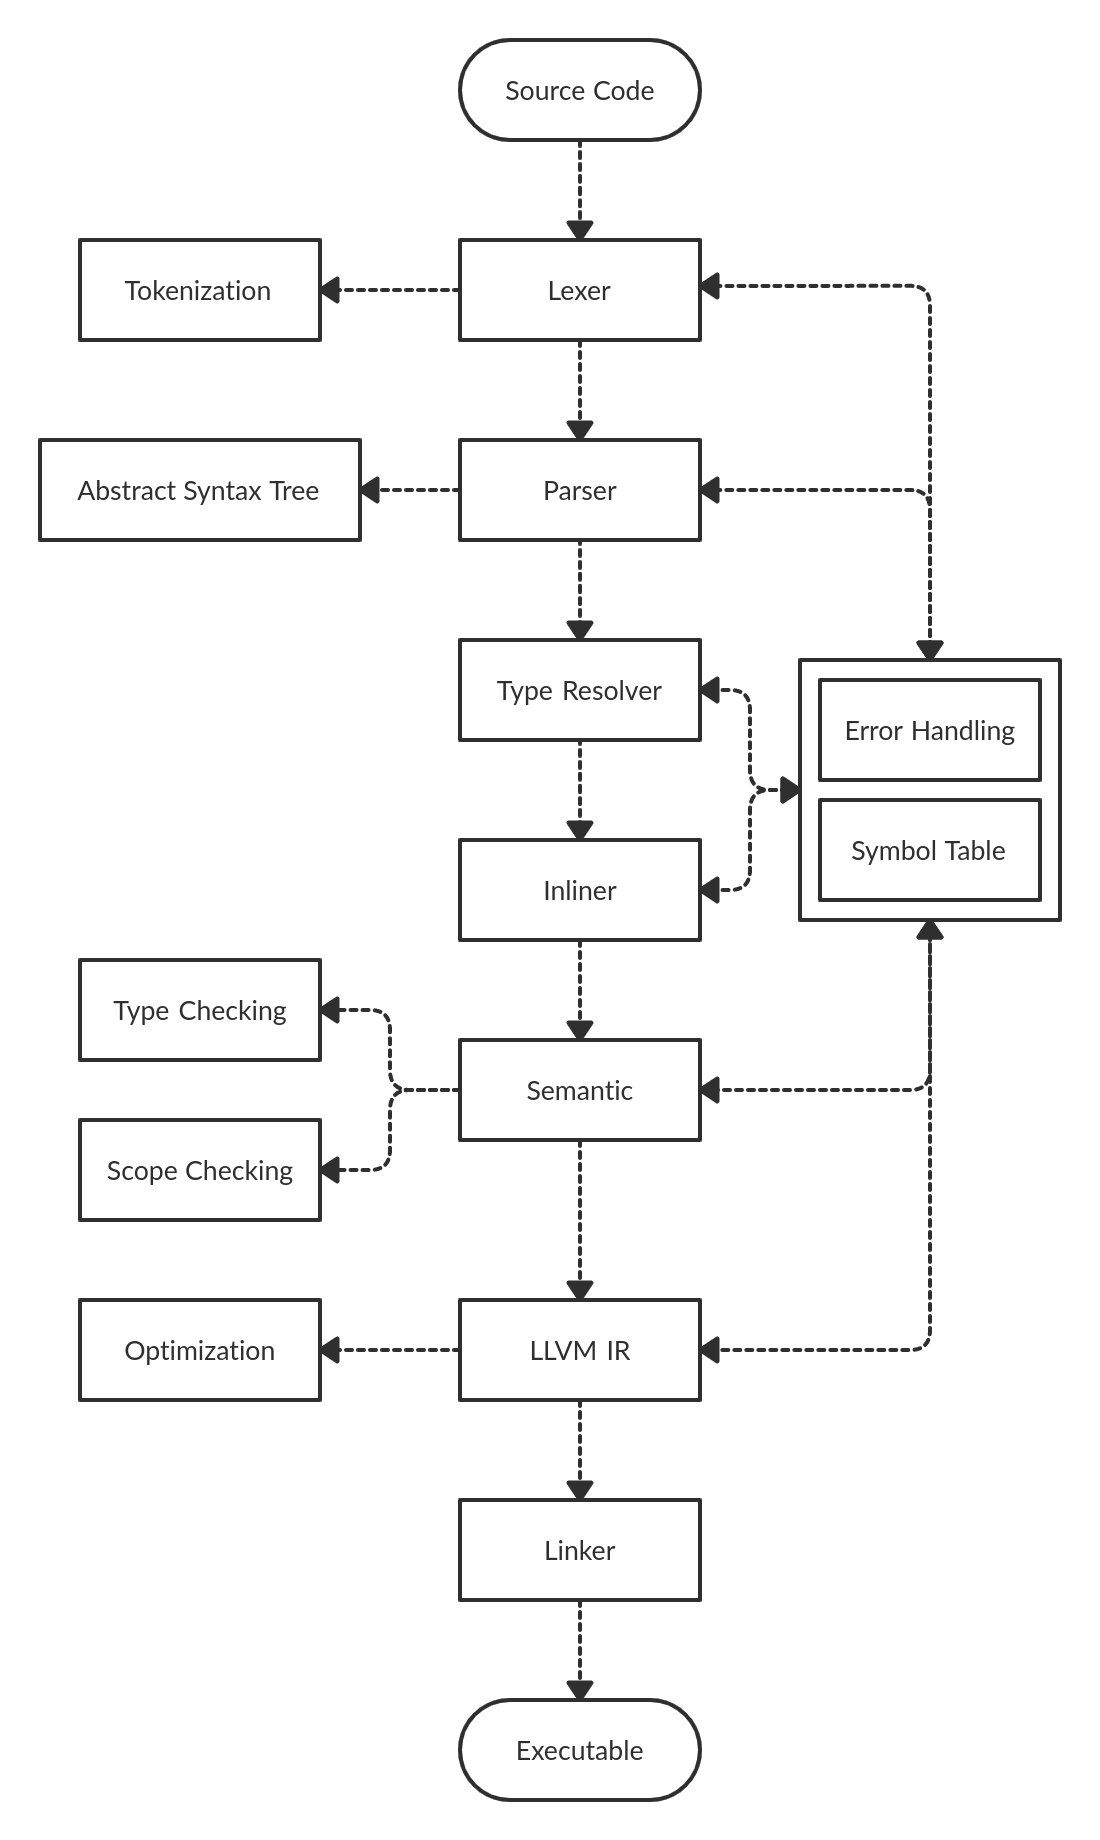 Source Code
Tokenization
Lexer
Abstract Syntax Tree
Parser
Type Resolver
Error Handling
Symbol Table
Inliner
Type Checking
Semantic
Scope Checking
Optimization
LLVM IR
Linker
Executable